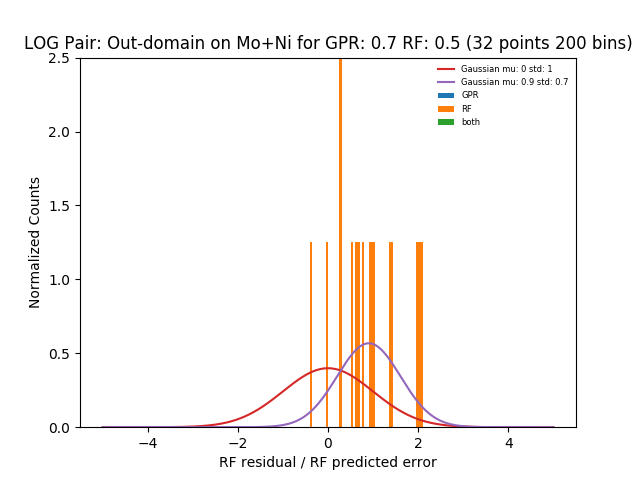 LOG Pair: Out-domain on Mo+Ni for GPR: 0.7 RF: 0.5 (32 points 200 bins)
Gaussian mu: 0 std: 1
Gaussian mu: 0.9 std: 0.7
GPR
RF
both
2.5
2.0
1.5
1.0
0.5
0.0
Normalized Counts
−4
−2
0
2
4
RF residual / RF predicted error